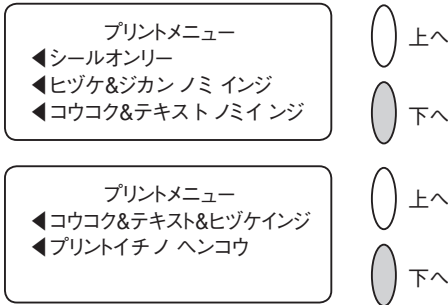 プリントメニュー
◀シールオンリー
◀ヒヅケ&ジカン ノミ インジ
◀コウコク&テキスト ノミイ ンジ
上へ
下へ
プリントメニュー
◀コウコク&テキスト&ヒヅケインジ
◀プリントイチノ ヘンコウ
上へ
下へ